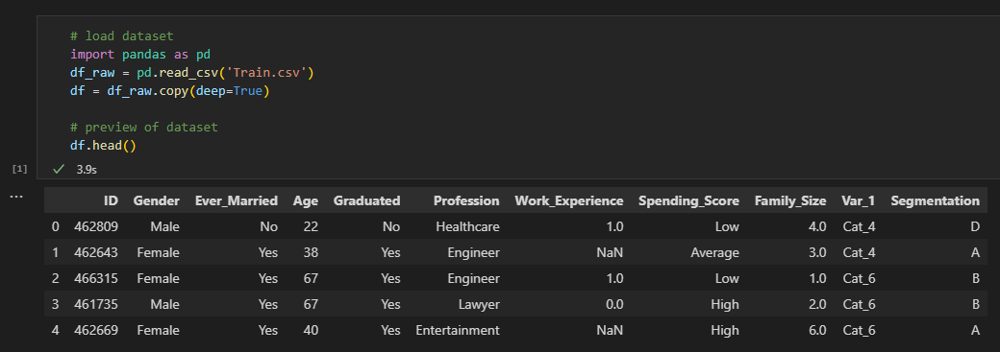 # load dataset
import pandas as pd
df_raw = pd.read_csv('Train.csv')
df = df_raw.copy(deep=True)
# preview of dataset
df.head()
[1] ✓ 3.9s
...
ID Gender Ever_Married Age Graduated Profession Work_Experience Spending_Score Family_Size Var_1 Segmentation
0 462809 Male No 22 No Healthcare 1.0 Low 4.0 Cat_4 D
1 462643 Female Yes 38 Yes Engineer NaN Average 3.0 Cat_4 A
2 466315 Female Yes 67 Yes Engineer 1.0 Low 1.0 Cat_6 B
3 461735 Male Yes 67 Yes Lawyer 0.0 High 2.0 Cat_6 B
4 462669 Female Yes 40 Yes Entertainment NaN High 6.0 Cat_6 A